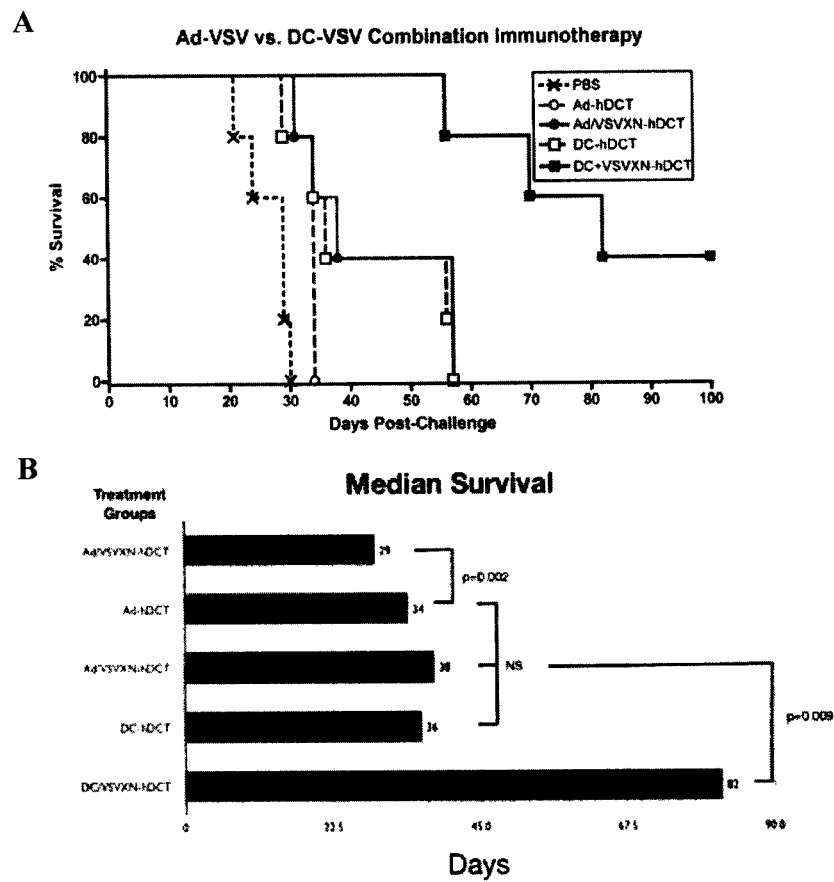 A
Ad-VSV vs. DC-VSV Combination Immunotherapy
100
80
60
40
20
0
% Survival
PBS
Ad-hDCT
Ad/VSVXN-hDCT
DC-hDCT
DC+VSVXN-hDCT
0 10 20 30 40 50 60 70 80 90 100
Days Post-Challenge
B
Median Survival
Treatment
Groups
Ad/VSVXN-hDCT
29
p=0.002
Ad-hDCT
34
Ad/VSVXN-hDCT
38
NS
DC-hDCT
36
p=0.009
DC/VSVXN-hDCT
82
0 22.5 45.0 67.5 90.0
Days